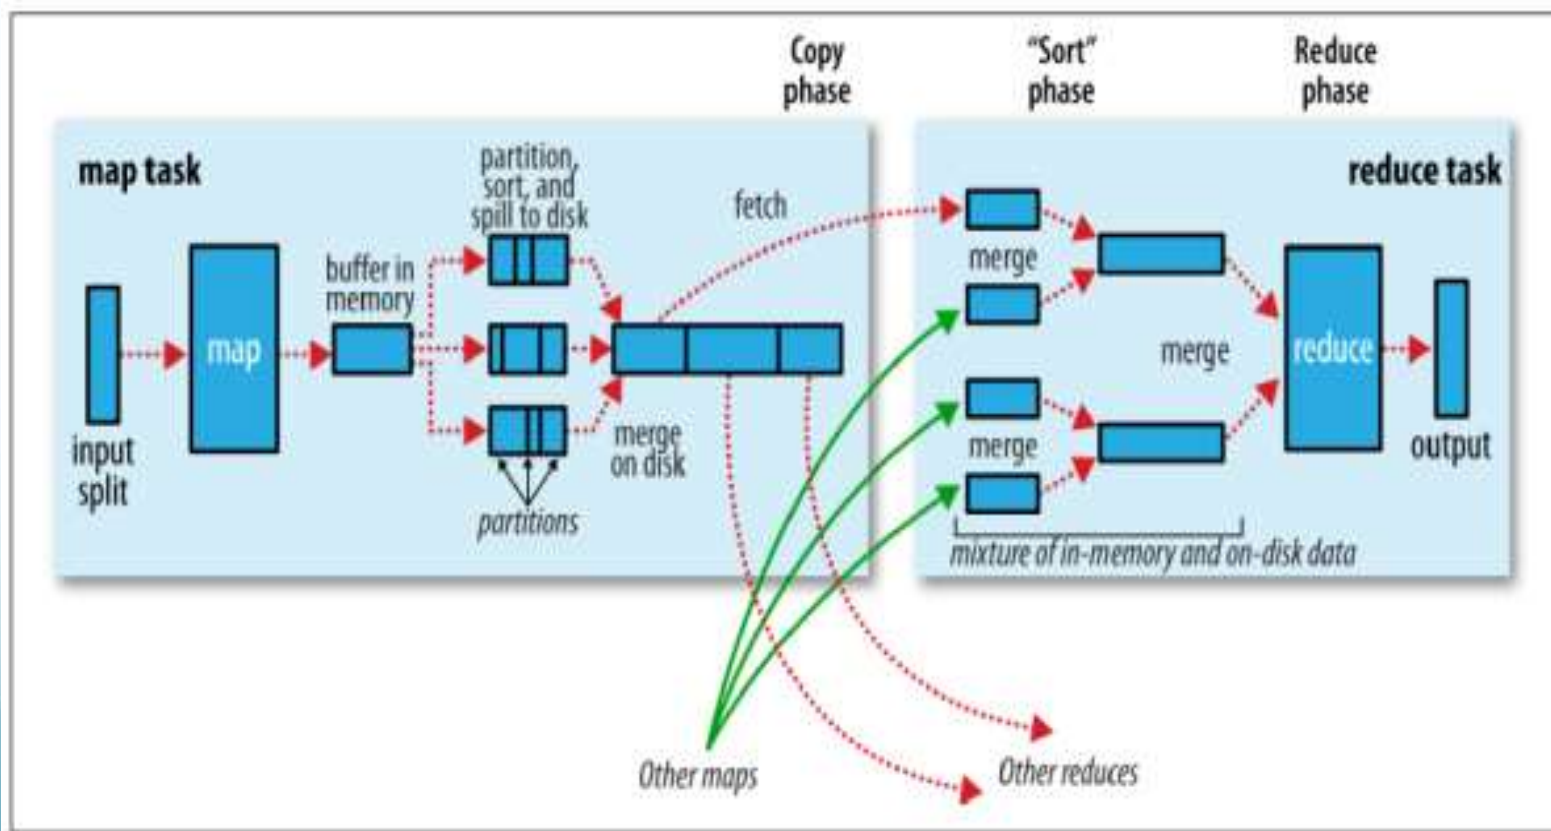 Copy
phase
“Sort”
phase
Reduce
phase
map task
partition,
sort, and
spill to disk
fetch
reduce task
buffer in
memory
merge
map
merge
reduce
input
split
merge
on disk
merge
output
partitions
mixture of in-memory and on-disk data
Other maps
Other reduces